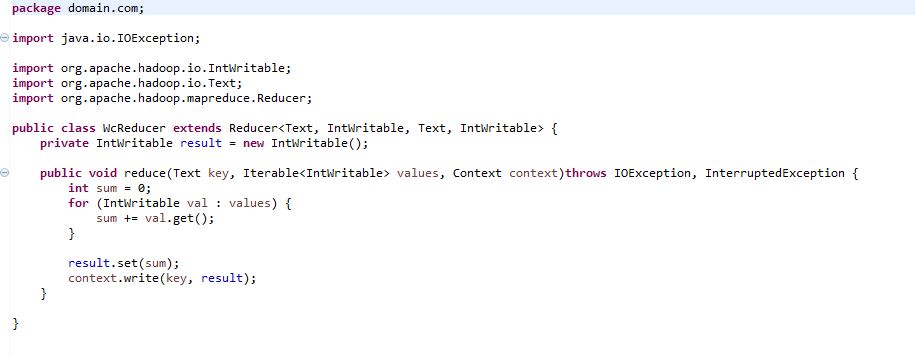 package domain.com;
import java.io.IOException;
import org.apache.hadoop.io.IntWritable;
import org.apache.hadoop.io.Text;
import org.apache.hadoop.mapreduce.Reducer;
public class WcReducer extends Reducer<Text, IntWritable, Text, IntWritable> {
private IntWritable result = new IntWritable();
public void reduce(Text key, Iterable<IntWritable> values, Context context)throws IOException, InterruptedException {
int sum = 0;
for (IntWritable val : values) {
sum += val.get();
}
result.set(sum);
context.write(key, result);
}
}